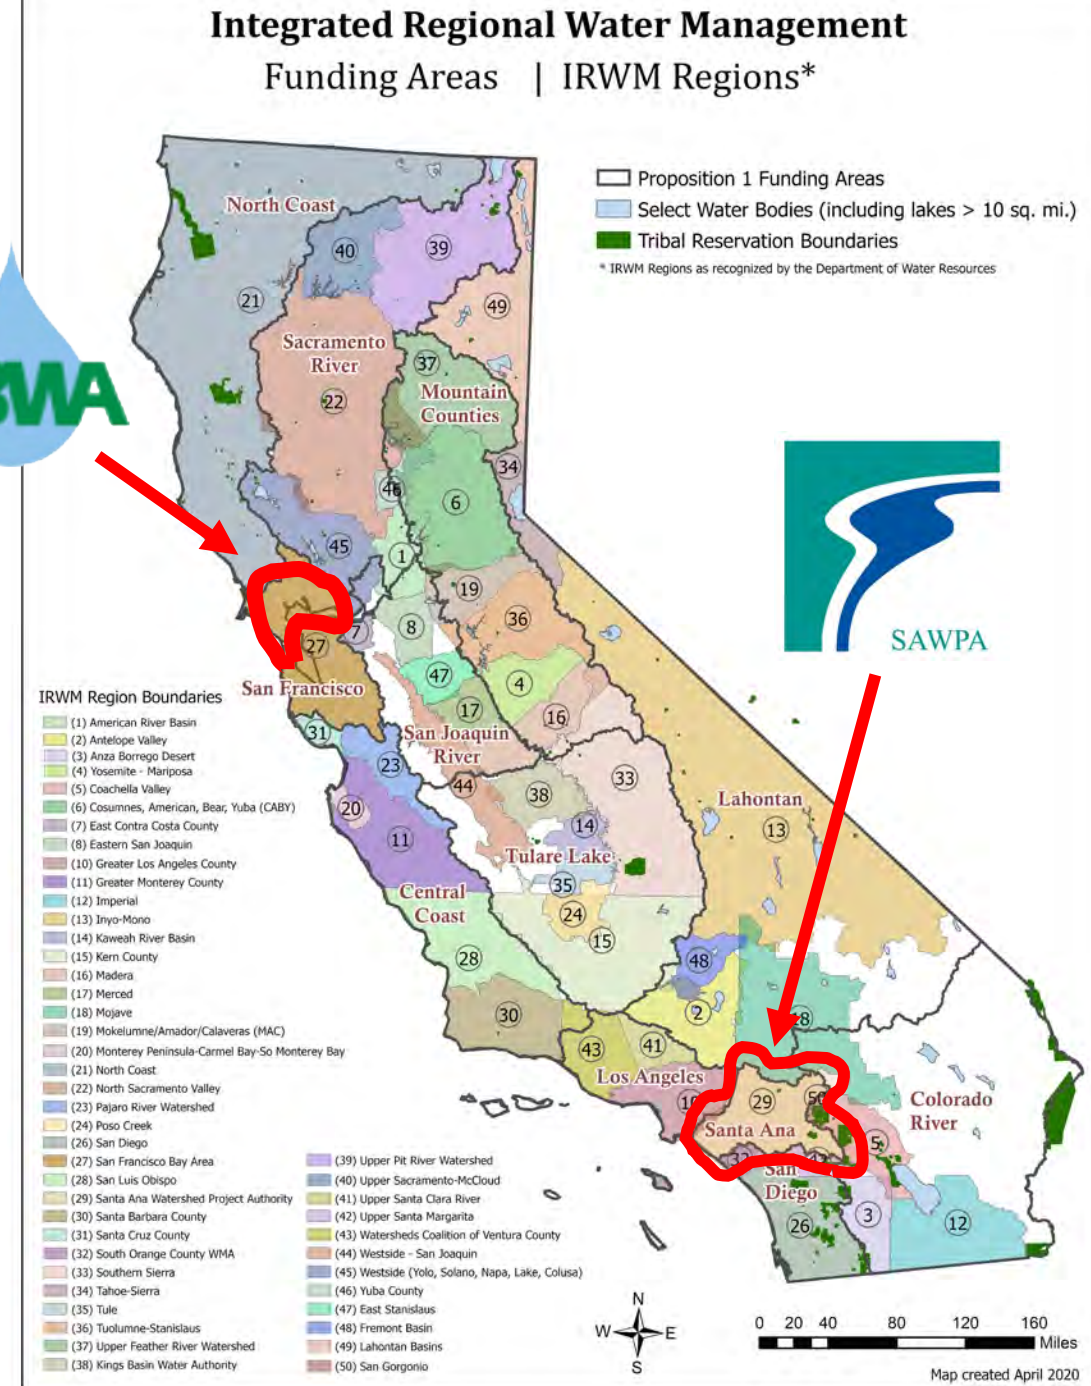 Integrated Regional Water Management
Funding Areas | IRWM Regions*
Proposition 1 Funding Areas
Select Water Bodies (including lakes > 10 sq. mi.)
Tribal Reservation Boundaries
* IRWM Regions as recognized by the Department of Water Resources
North Coast
40
39
21
49
Sacramento
River
37
22
Mountain
Counties
WA
34
46
6
45
1
19
7
8
36
27
SAWPA
47
4
San Francisco
17
16
31
San Joaquin
River
23
33
44
38
Lahontan
20
14
13
11
Tulare Lake
35
Central
Coast
24
15
28
48
30
2
18
43
41
Los Angeles
10
29
50
Colorado
River
Santa Ana
5
32
42
San
Diego
26
3
12
IRWM Region Boundaries
(1) American River Basin
(2) Antelope Valley
(3) Anza Borrego Desert
(4) Yosemite - Mariposa
(5) Coachella Valley
(6) Cosumnes, American, Bear, Yuba (CABY)
(7) East Contra Costa County
(8) Eastern San Joaquin
(10) Greater Los Angeles County
(11) Greater Monterey County
(12) Imperial
(13) Inyo-Mono
(14) Kaweah River Basin
(15) Kern County
(16) Madera
(17) Merced
(18) Mojave
(19) Mokelumne/Amador/Calaveras (MAC)
(20) Monterey Peninsula-Carmel Bay-So Monterey Bay
(21) North Coast
(22) North Sacramento Valley
(23) Pajaro River Watershed
(24) Poso Creek
(26) San Diego
(27) San Francisco Bay Area
(28) San Luis Obispo
(29) Santa Ana Watershed Project Authority
(30) Santa Barbara County
(31) Santa Cruz County
(32) South Orange County WMA
(33) Southern Sierra
(34) Tahoe-Sierra
(35) Tule
(36) Tuolumne-Stanislaus
(37) Upper Feather River Watershed
(38) Kings Basin Water Authority
(39) Upper Pit River Watershed
(40) Upper Sacramento-McCloud
(41) Upper Santa Clara River
(42) Upper Santa Margarita
(43) Watersheds Coalition of Ventura County
(44) Westside - San Joaquin
(45) Westside (Yolo, Solano, Napa, Lake, Colusa)
(46) Yuba County
(47) East Stanislaus
(48) Fremont Basin
(49) Lahontan Basins
(50) San Gorgonio
N
W E
S
0 20 40 80 120 160
Miles
Map created April 2020